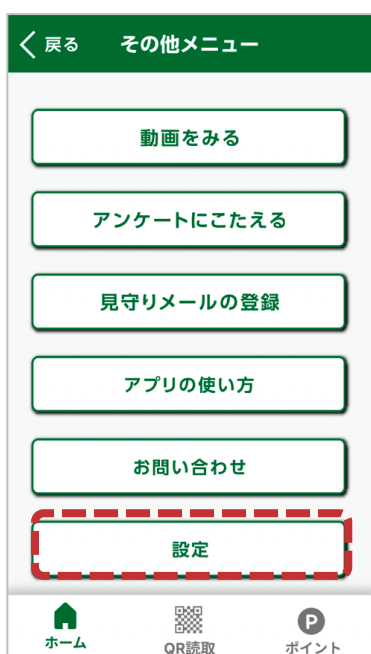 戻る その他メニュー
動画をみる
アンケートにこたえる
見守りメールの登録
アプリの使い方
お問い合わせ
設定
P
ホーム QR読取 ポイント